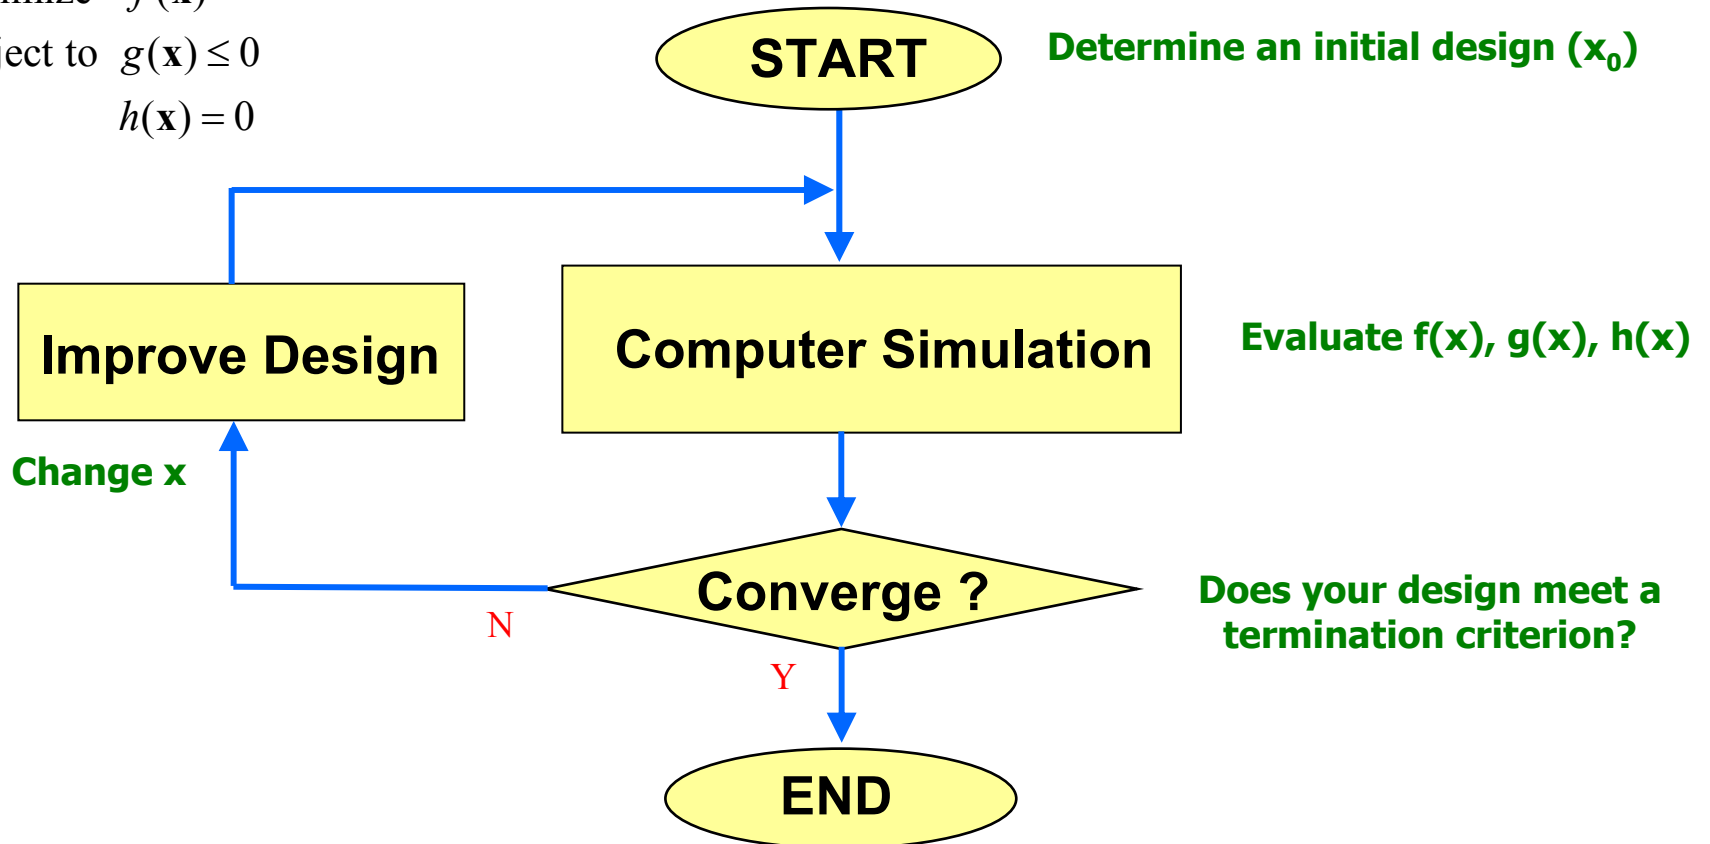 f(x)
ject to g(x) ≤ 0
h(x) = 0
START
Determine an initial design (x₀)
Improve Design
Computer Simulation
Evaluate f(x), g(x), h(x)
Change x
Converge ?
Does your design meet a
termination criterion?
N
Y
END